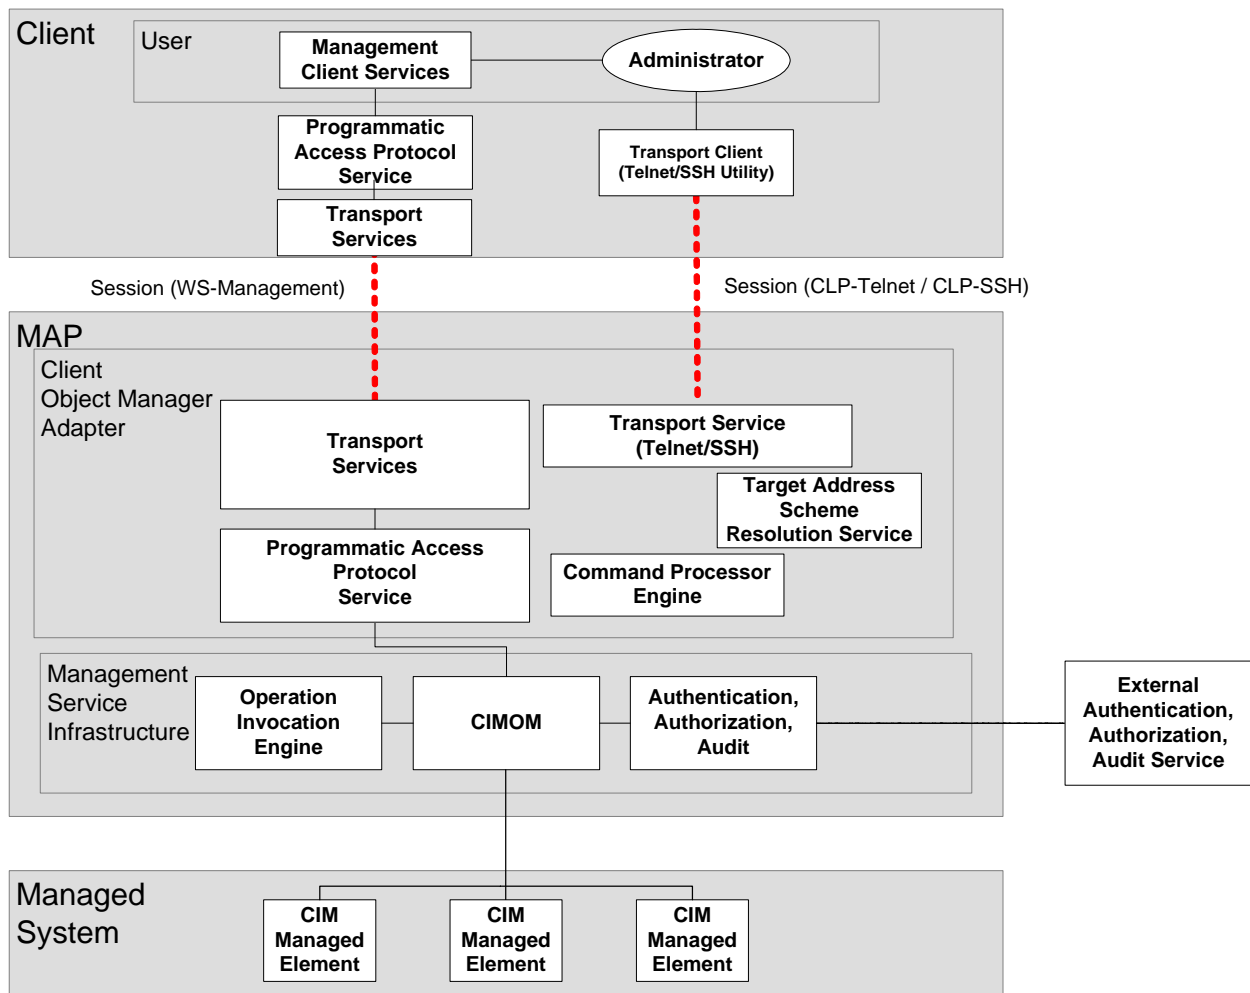 Client
User
Management
Client Services
Administrator
Programmatic
Access Protocol
Service
Transport Client
(Telnet/SSH Utility)
Transport
Services
Session (WS-Management)
Session (CLP-Telnet / CLP-SSH)
MAP
Client
Object Manager
Adapter
Transport
Services
Transport Service
(Telnet/SSH)
Target Address
Scheme
Resolution Service
Programmatic Access
Protocol
Service
Command Processor
Engine
Management
Service
Infrastructure
Operation
Invocation
Engine
CIMOM
Authentication,
Authorization,
Audit
External
Authentication,
Authorization,
Audit Service
Managed
System
CIM
Managed
Element
CIM
Managed
Element
CIM
Managed
Element